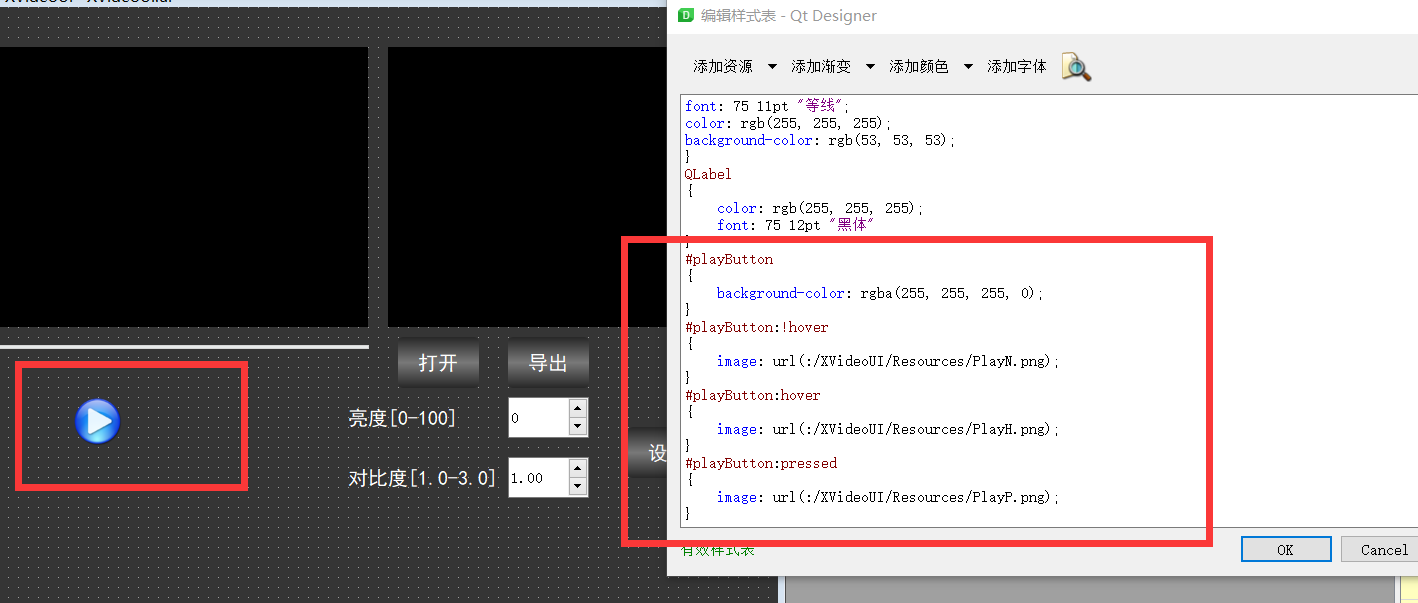 编辑样式表 - Qt Designer
添加资源 添加渐变 添加颜色 添加字体
font: 75 11pt "等线";
color: rgb(255, 255, 255);
background-color: rgb(53, 53, 53);
}
QLabel
{
color: rgb(255, 255, 255);
font: 75 12pt "黑体"
}
#playButton
{
background-color: rgba(255, 255, 255, 0);
}
#playButton:!hover
{
image: url(:/XVideoUI/Resources/PlayN.png);
}
#playButton:hover
{
image: url(:/XVideoUI/Resources/PlayH.png);
}
#playButton:pressed
{
image: url(:/XVideoUI/Resources/PlayP.png);
}
有效样式表
OK Cancel
打开 导出
亮度[0-100] 0
设
对比度[1.0-3.0] 1.00